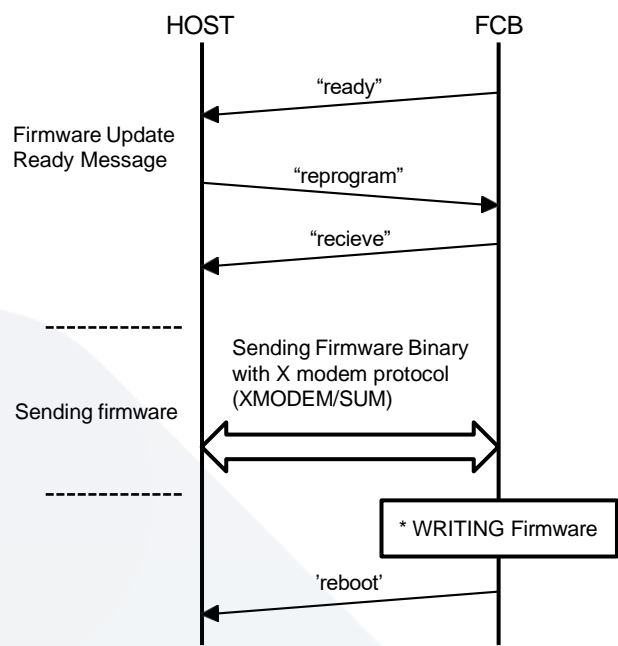 HOST
FCB
“ready”
Firmware Update
Ready Message
“reprogram”
“recieve”
Sending Firmware Binary
with X modem protocol
(XMODEM/SUM)
Sending firmware
* WRITING Firmware
’reboot’